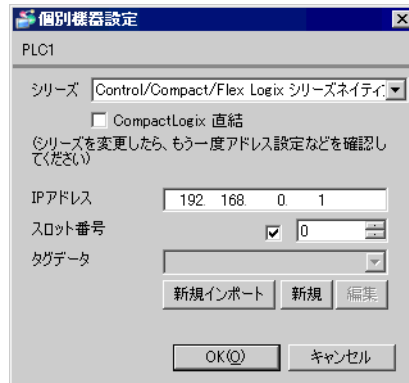 個別機器設定
PLC1
シリーズ Control/Compact/Flex Logix シリーズネイティ
CompactLogix 直結
(シリーズを変更したら、もう一度アドレス設定などを確認し
てください)
IPアドレス 192. 168. 0. 1
スロット番号 0
タグデータ
新規インポート 新規 編集
OK(O) キャンセル